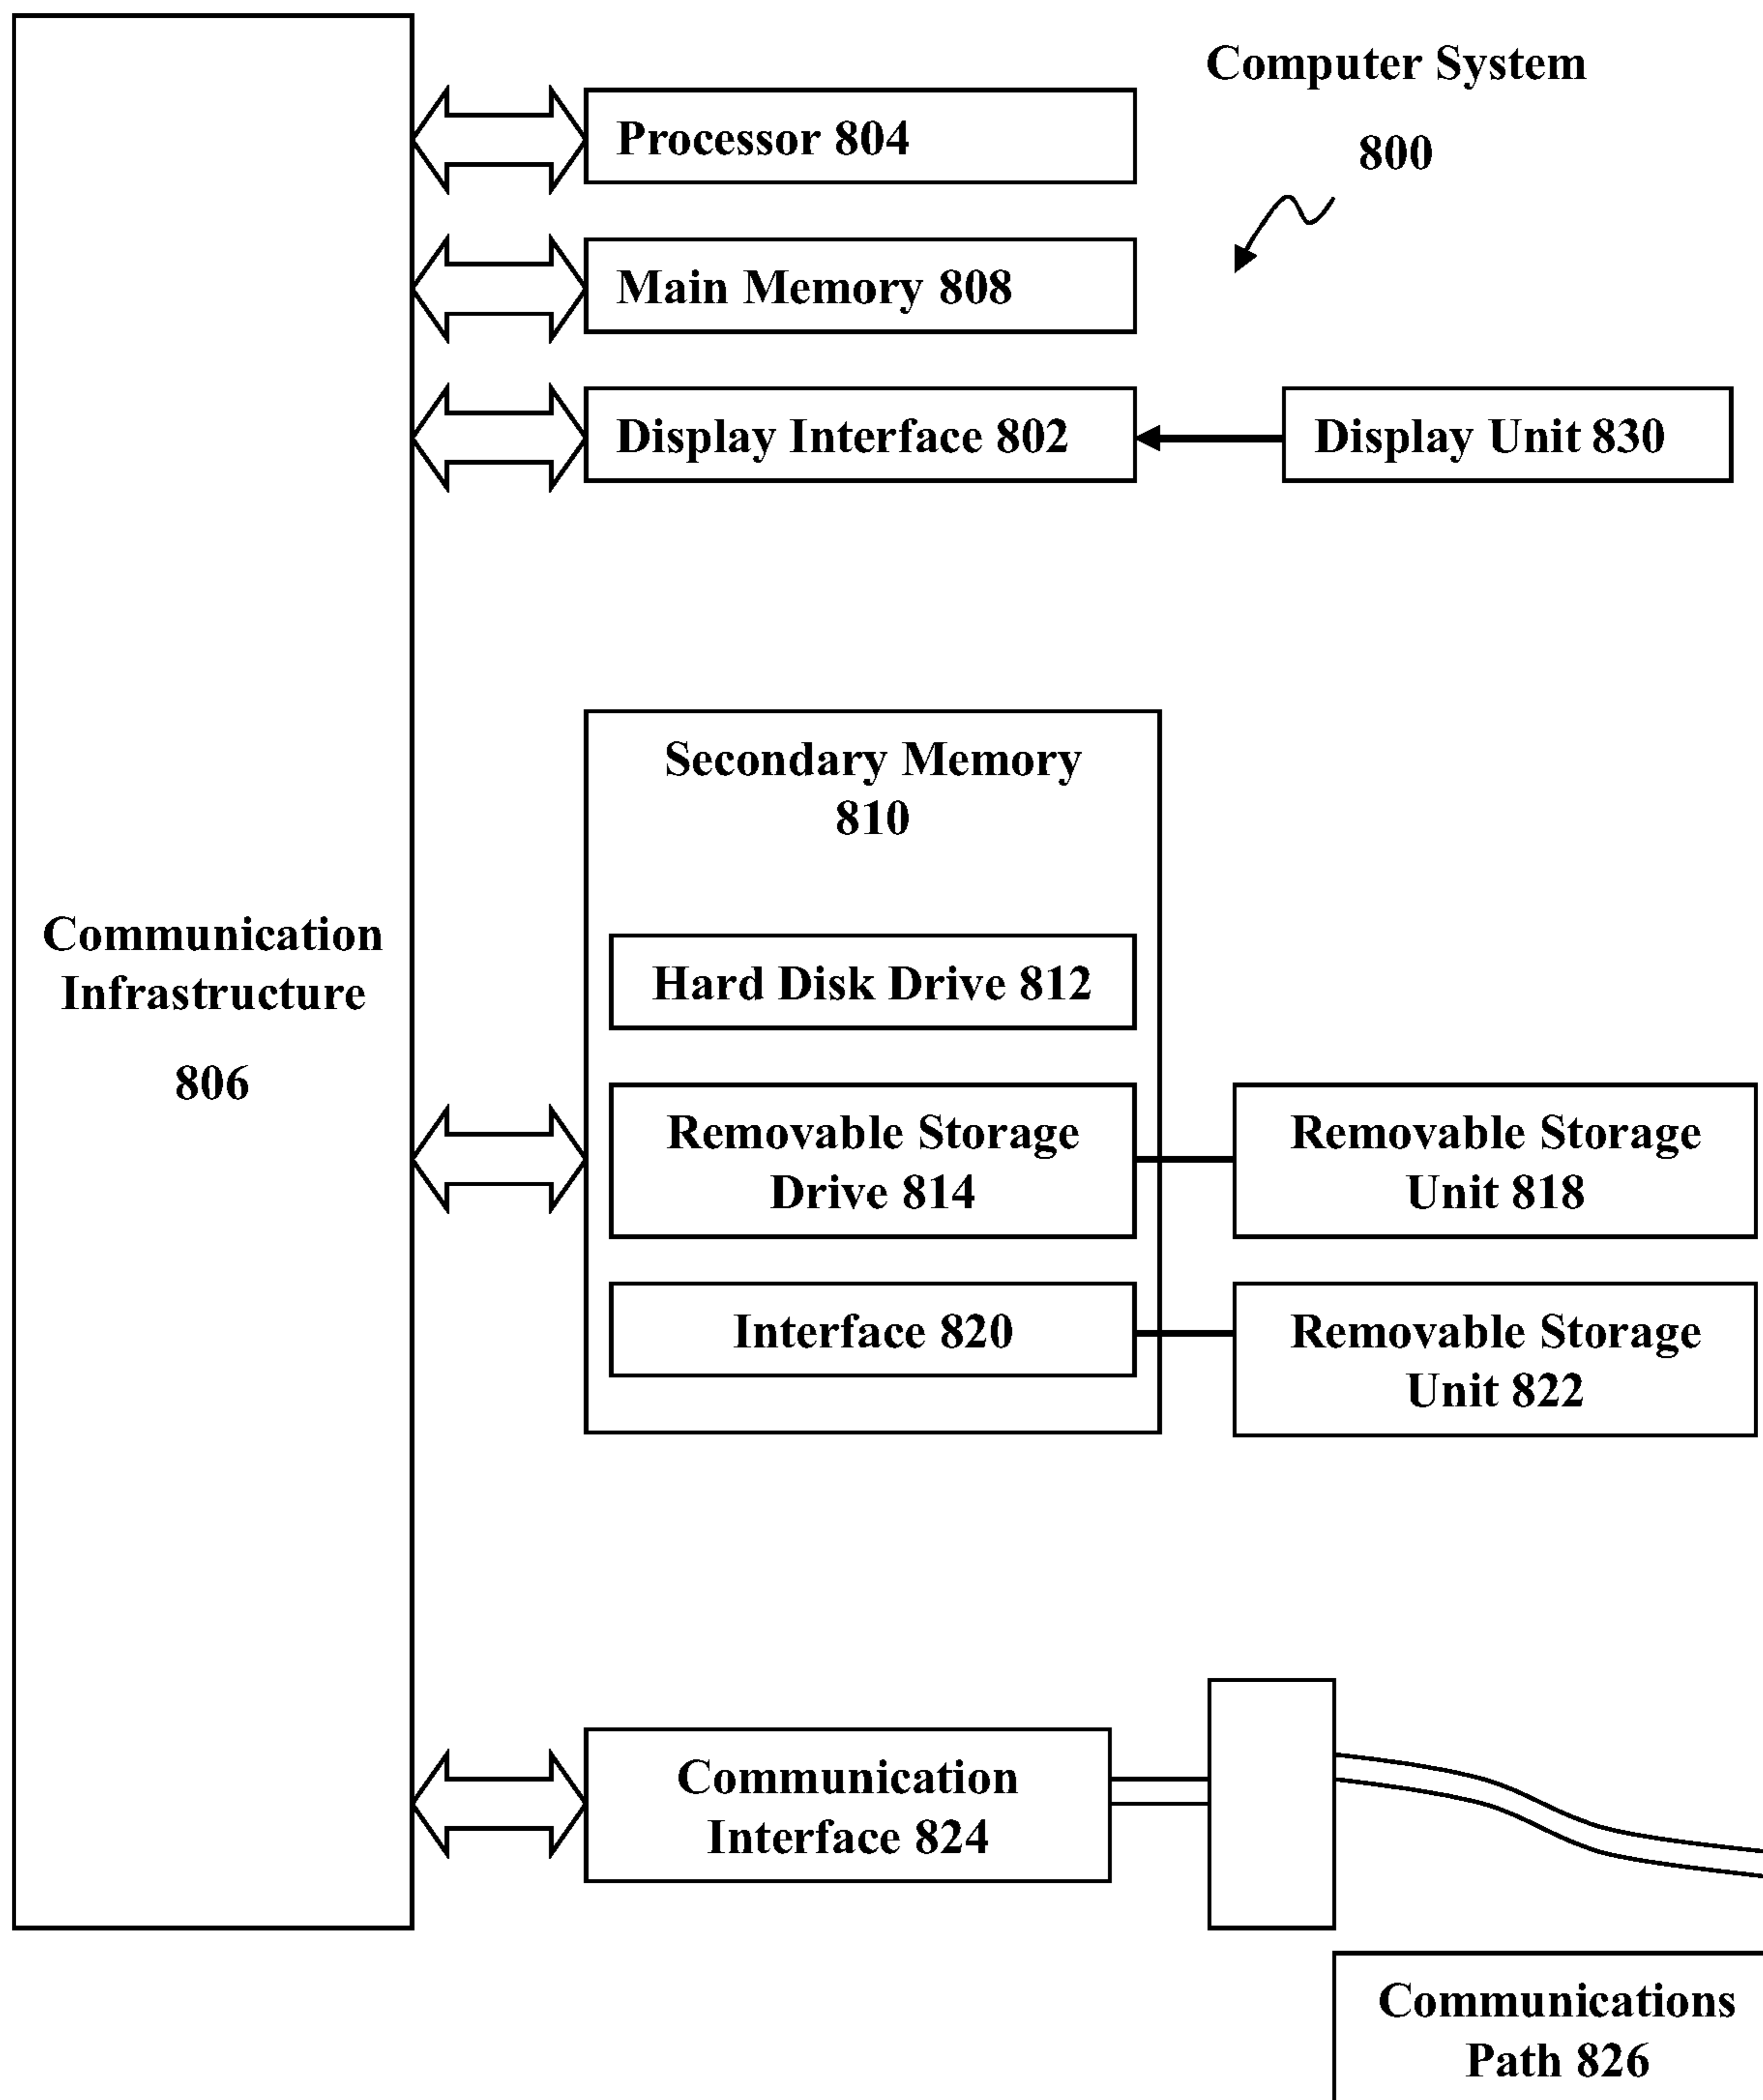 Computer System
800
Processor 804
Main Memory 808
Display Interface 802
Display Unit 830
Secondary Memory
810
Communication
Infrastructure
806
Hard Disk Drive 812
Removable Storage
Drive 814
Removable Storage
Unit 818
Interface 820
Removable Storage
Unit 822
Communication
Interface 824
Communications
Path 826